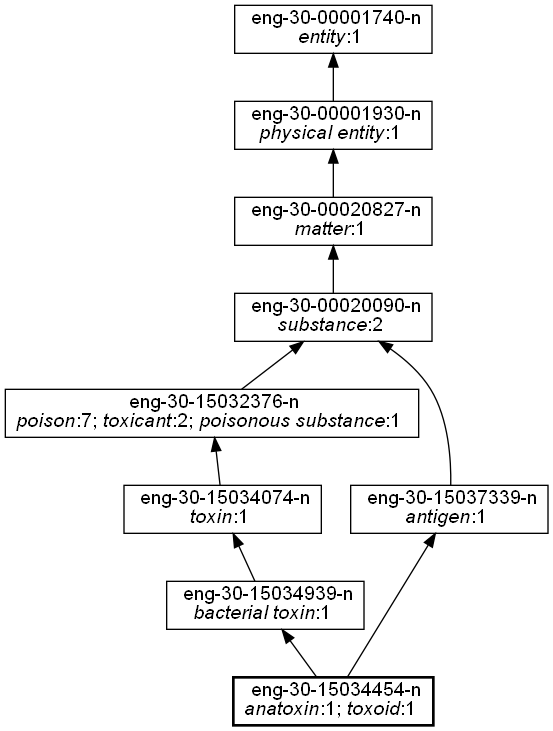 eng-30-00001740-n
entity:1
eng-30-00001930-n
physical entity:1
eng-30-00020827-n
matter:1
eng-30-00020090-n
substance:2
eng-30-15032376-n
poison:7; toxicant:2; poisonous substance:1
eng-30-15034074-n
toxin:1
eng-30-15037339-n
antigen:1
eng-30-15034939-n
bacterial toxin:1
eng-30-15034454-n
anatoxin:1; toxoid:1